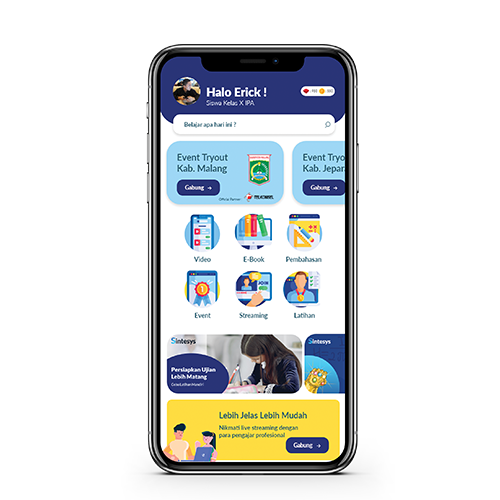 Halo Erick !
Siswa Kelas X IPA
Belajar apa hari ini ?
Event Tryout
Kab. Malang
Gabung
Official Partner
TELKOMSEL
Event Tryo
Kab. Jepar
Gabung
Video
E-Book
Pembahasan
Event
Streaming
JOIN
Latihan
Sintesys
Persiapkan Ujian
Lebih Matang
Sintesys
Lebih Jelas Lebih Mudah
Nikmati live streaming dengan
para pengajar profesional
Gabung